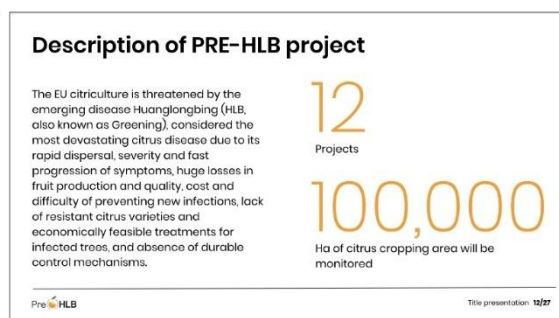 Description of PRE-HLB project
The EU citriculture is threatened by the
emerging disease Huanglongbing (HLB,
also known as Greening), considered the
most devastating citrus disease due to its
rapid dispersal, severity and fast
progression of symptoms, huge losses in
fruit production and quality, cost and
difficulty of preventing new infections, lack
of resistant citrus varieties and
economically feasible treatments for
infected trees, and absence of durable
control mechanisms.
12
Projects
100,000
Ha of citrus cropping area will be
monitored
Pre HLB
Title presentation 12/27